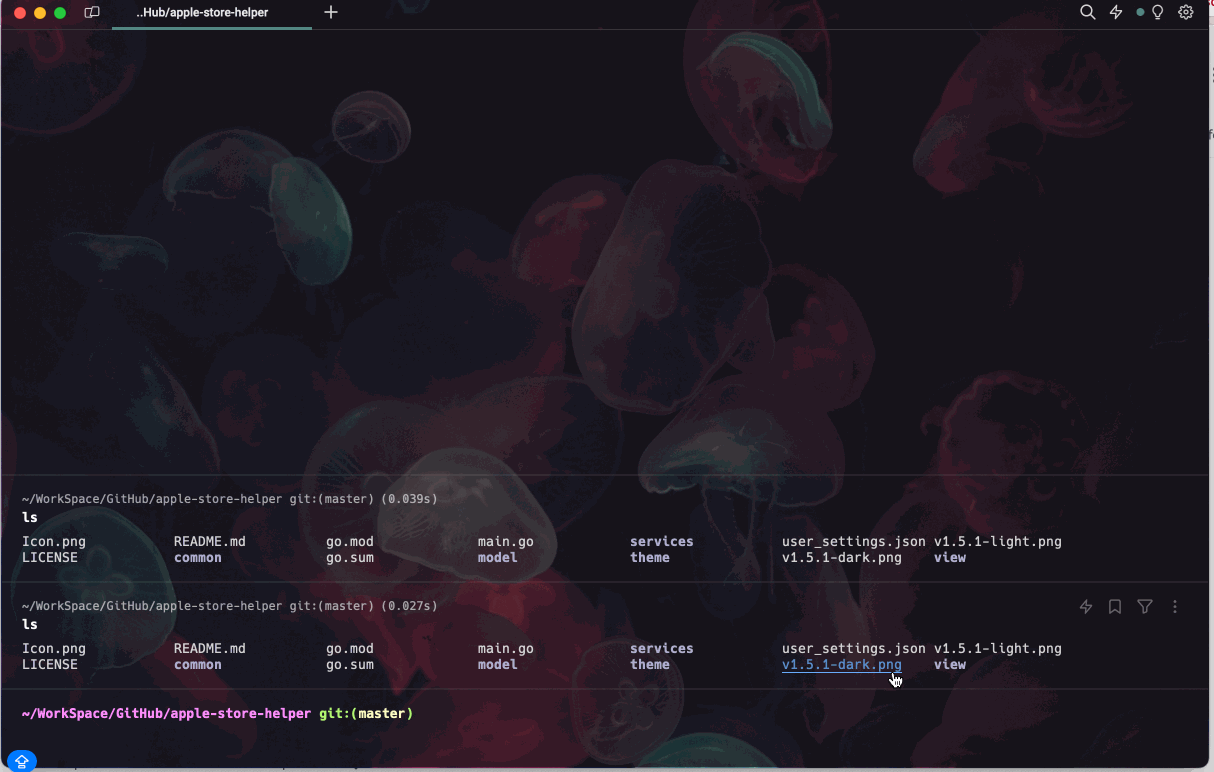 ..Hub/apple-store-helper
~/WorkSpace/GitHub/apple-store-helper git:(master) (0.039s)
ls
Icon.png README.md go.mod main.go services user_settings.json v1.5.1-light.png
LICENSE common go.sum model theme v1.5.1-dark.png view
~/WorkSpace/GitHub/apple-store-helper git:(master) (0.027s)
ls
Icon.png README.md go.mod main.go services user_settings.json v1.5.1-light.png
LICENSE common go.sum model theme v1.5.1-dark.png view
~/WorkSpace/GitHub/apple-store-helper git:(master)